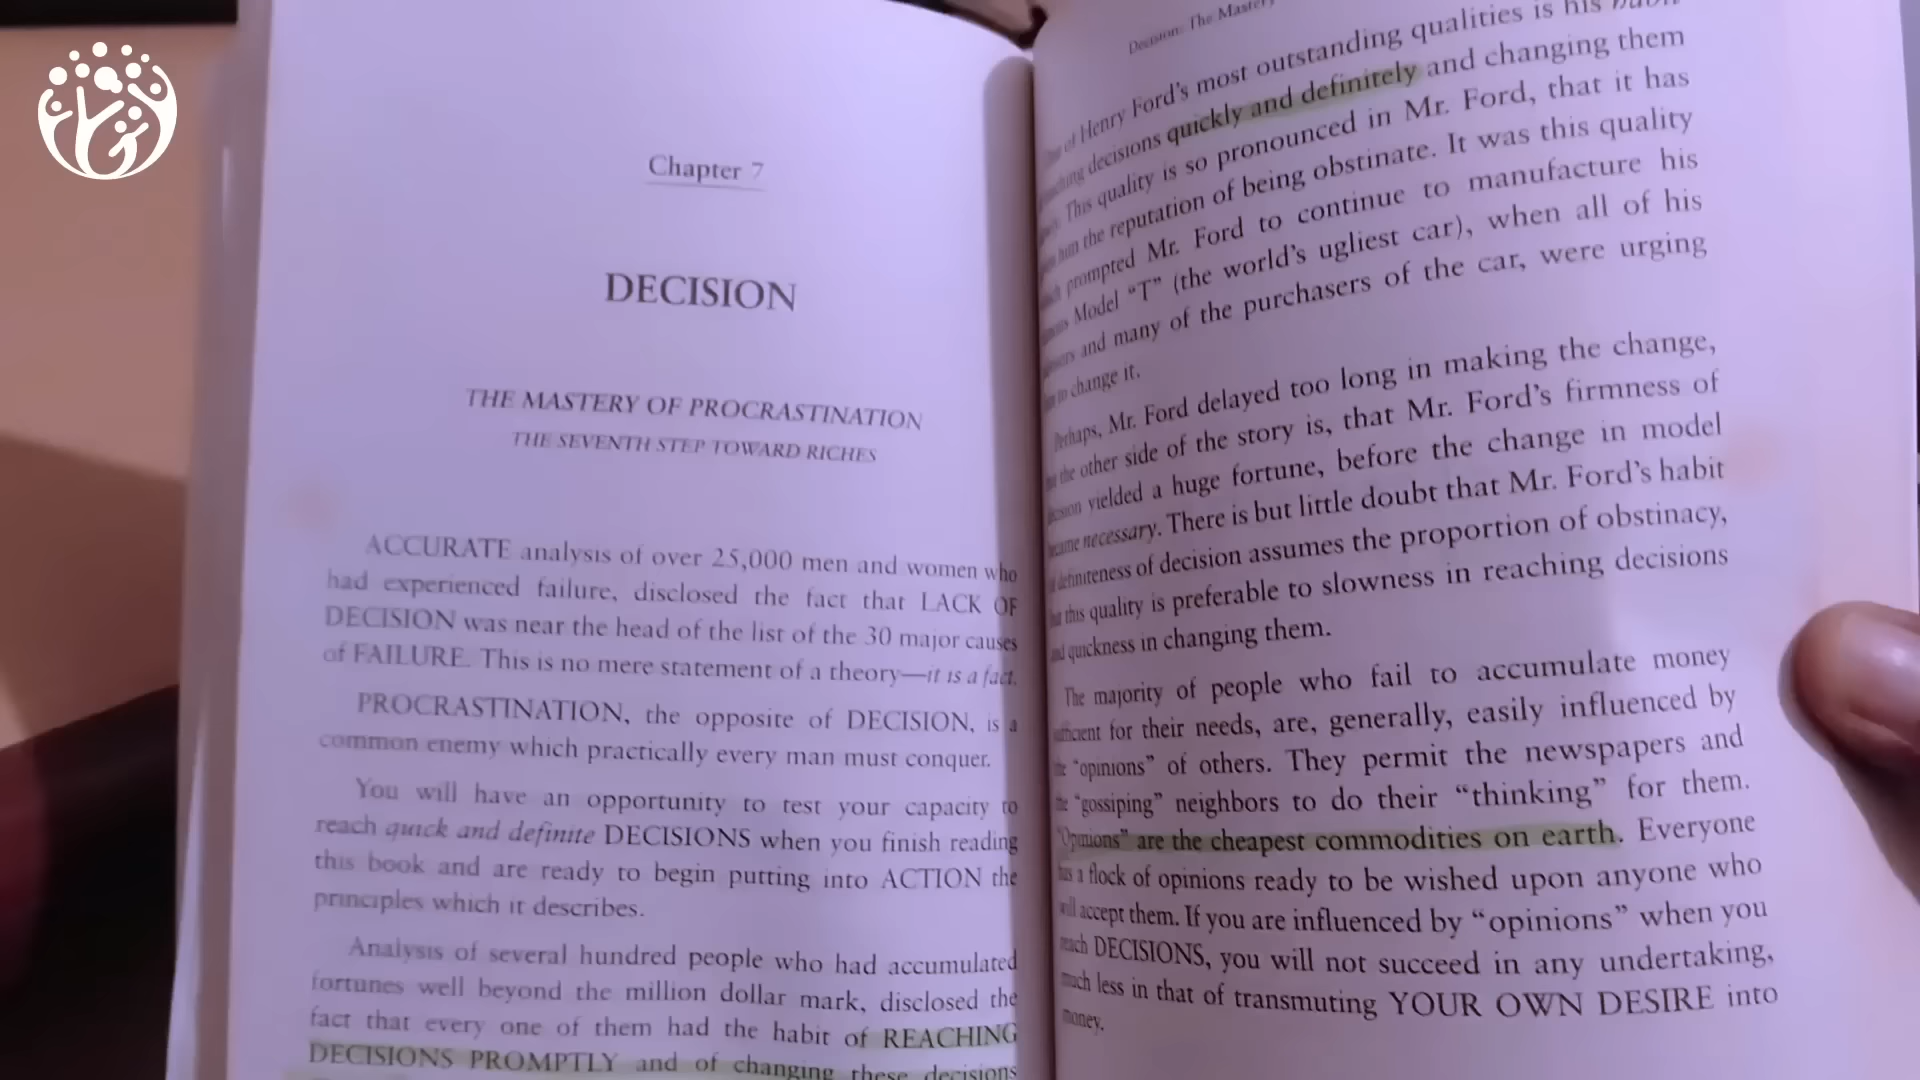 Chapter 7
DECISION
THE MASTERY OF PROCRASTINATION
THE SEVENTH STEP TOWARD RICHES
ACCURATE analysis of over 25,000 men and women who
had experienced failure, disclosed the fact that LACK OF
DECISION was near the head of the list of the 30 major causes
of FAILURE. This is no mere statement of a theory—it is a fact.
PROCRASTINATION, the opposite of DECISION, is a
common enemy which practically every man must conquer.
You will have an opportunity to test your capacity to
reach quick and definite DECISIONS when you finish reading
this book and are ready to begin putting into ACTION the
principles which it describes.
Analysis of several hundred people who had accumulated
fortunes well beyond the million dollar mark, disclosed the
fact that every one of them had the habit of REACHING
DECISIONS PROMPTLY and of changing these decisions
Decision: The Mastery
of Henry Ford's most outstanding qualities is his habit
decisions quickly and definitely and changing them
This quality is so pronounced in Mr. Ford, that it has
him the reputation of being obstinate. It was this quality
prompted Mr. Ford to continue to manufacture his
Model "T" (the world's ugliest car), when all of his
and many of the purchasers of the car, were urging
to change it.
Perhaps, Mr. Ford delayed too long in making the change,
the other side of the story is, that Mr. Ford's firmness of
yielded a huge fortune, before the change in model
necessary. There is but little doubt that Mr. Ford's habit
definiteness of decision assumes the proportion of obstinacy,
but this quality is preferable to slowness in reaching decisions
and quickness in changing them.
The majority of people who fail to accumulate money
sufficient for their needs, are, generally, easily influenced by
the "opinions" of others. They permit the newspapers and
the "gossiping" neighbors to do their "thinking" for them.
"Opinions" are the cheapest commodities on earth. Everyone
has a flock of opinions ready to be wished upon anyone who
will accept them. If you are influenced by "opinions" when you
reach DECISIONS, you will not succeed in any undertaking,
much less in that of transmuting YOUR OWN DESIRE into
money.